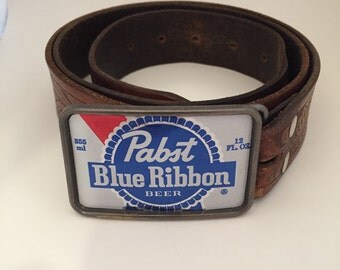 355 ml
Pabst
12 FL. OZ.
Blue Ribbon
BEER ®